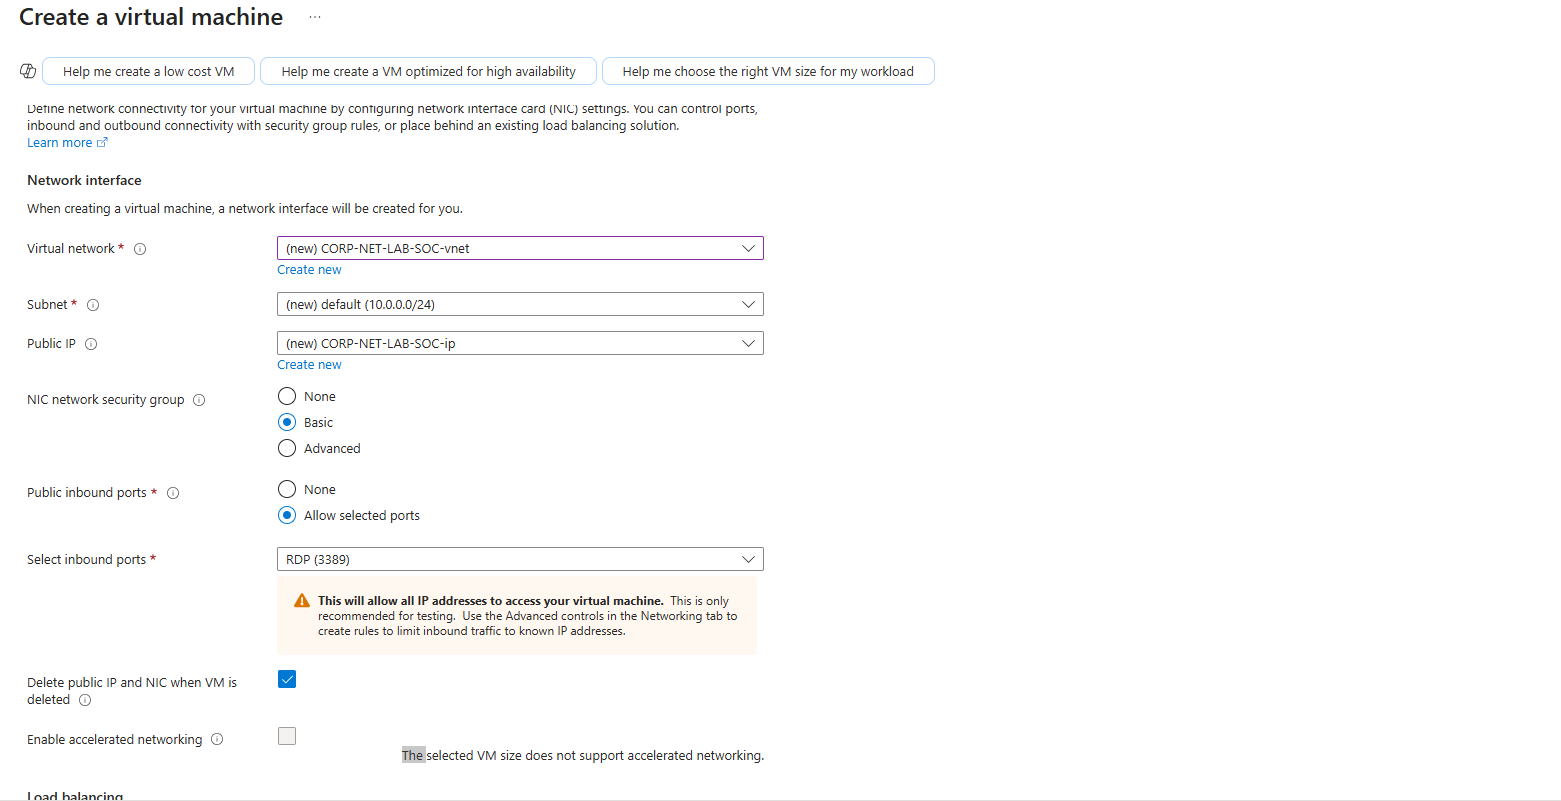 Create a virtual machine ...
Help me create a low cost VM
Help me create a VM optimized for high availability
Help me choose the right VM size for my workload
Define network connectivity for your virtual machine by configuring network interface card (NIC) settings. You can control ports,
inbound and outbound connectivity with security group rules, or place behind an existing load balancing solution.
Learn more
Network interface
When creating a virtual machine, a network interface will be created for you.
Virtual network *
(new) CORP-NET-LAB-SOC-vnet
Create new
Subnet *
(new) default (10.0.0.0/24)
Public IP
(new) CORP-NET-LAB-SOC-ip
Create new
NIC network security group
None
Basic
Advanced
Public inbound ports *
None
Allow selected ports
Select inbound ports *
RDP (3389)
This will allow all IP addresses to access your virtual machine. This is only
recommended for testing. Use the Advanced controls in the Networking tab to
create rules to limit inbound traffic to known IP addresses.
Delete public IP and NIC when VM is
deleted
Enable accelerated networking
The selected VM size does not support accelerated networking.
Load balancing